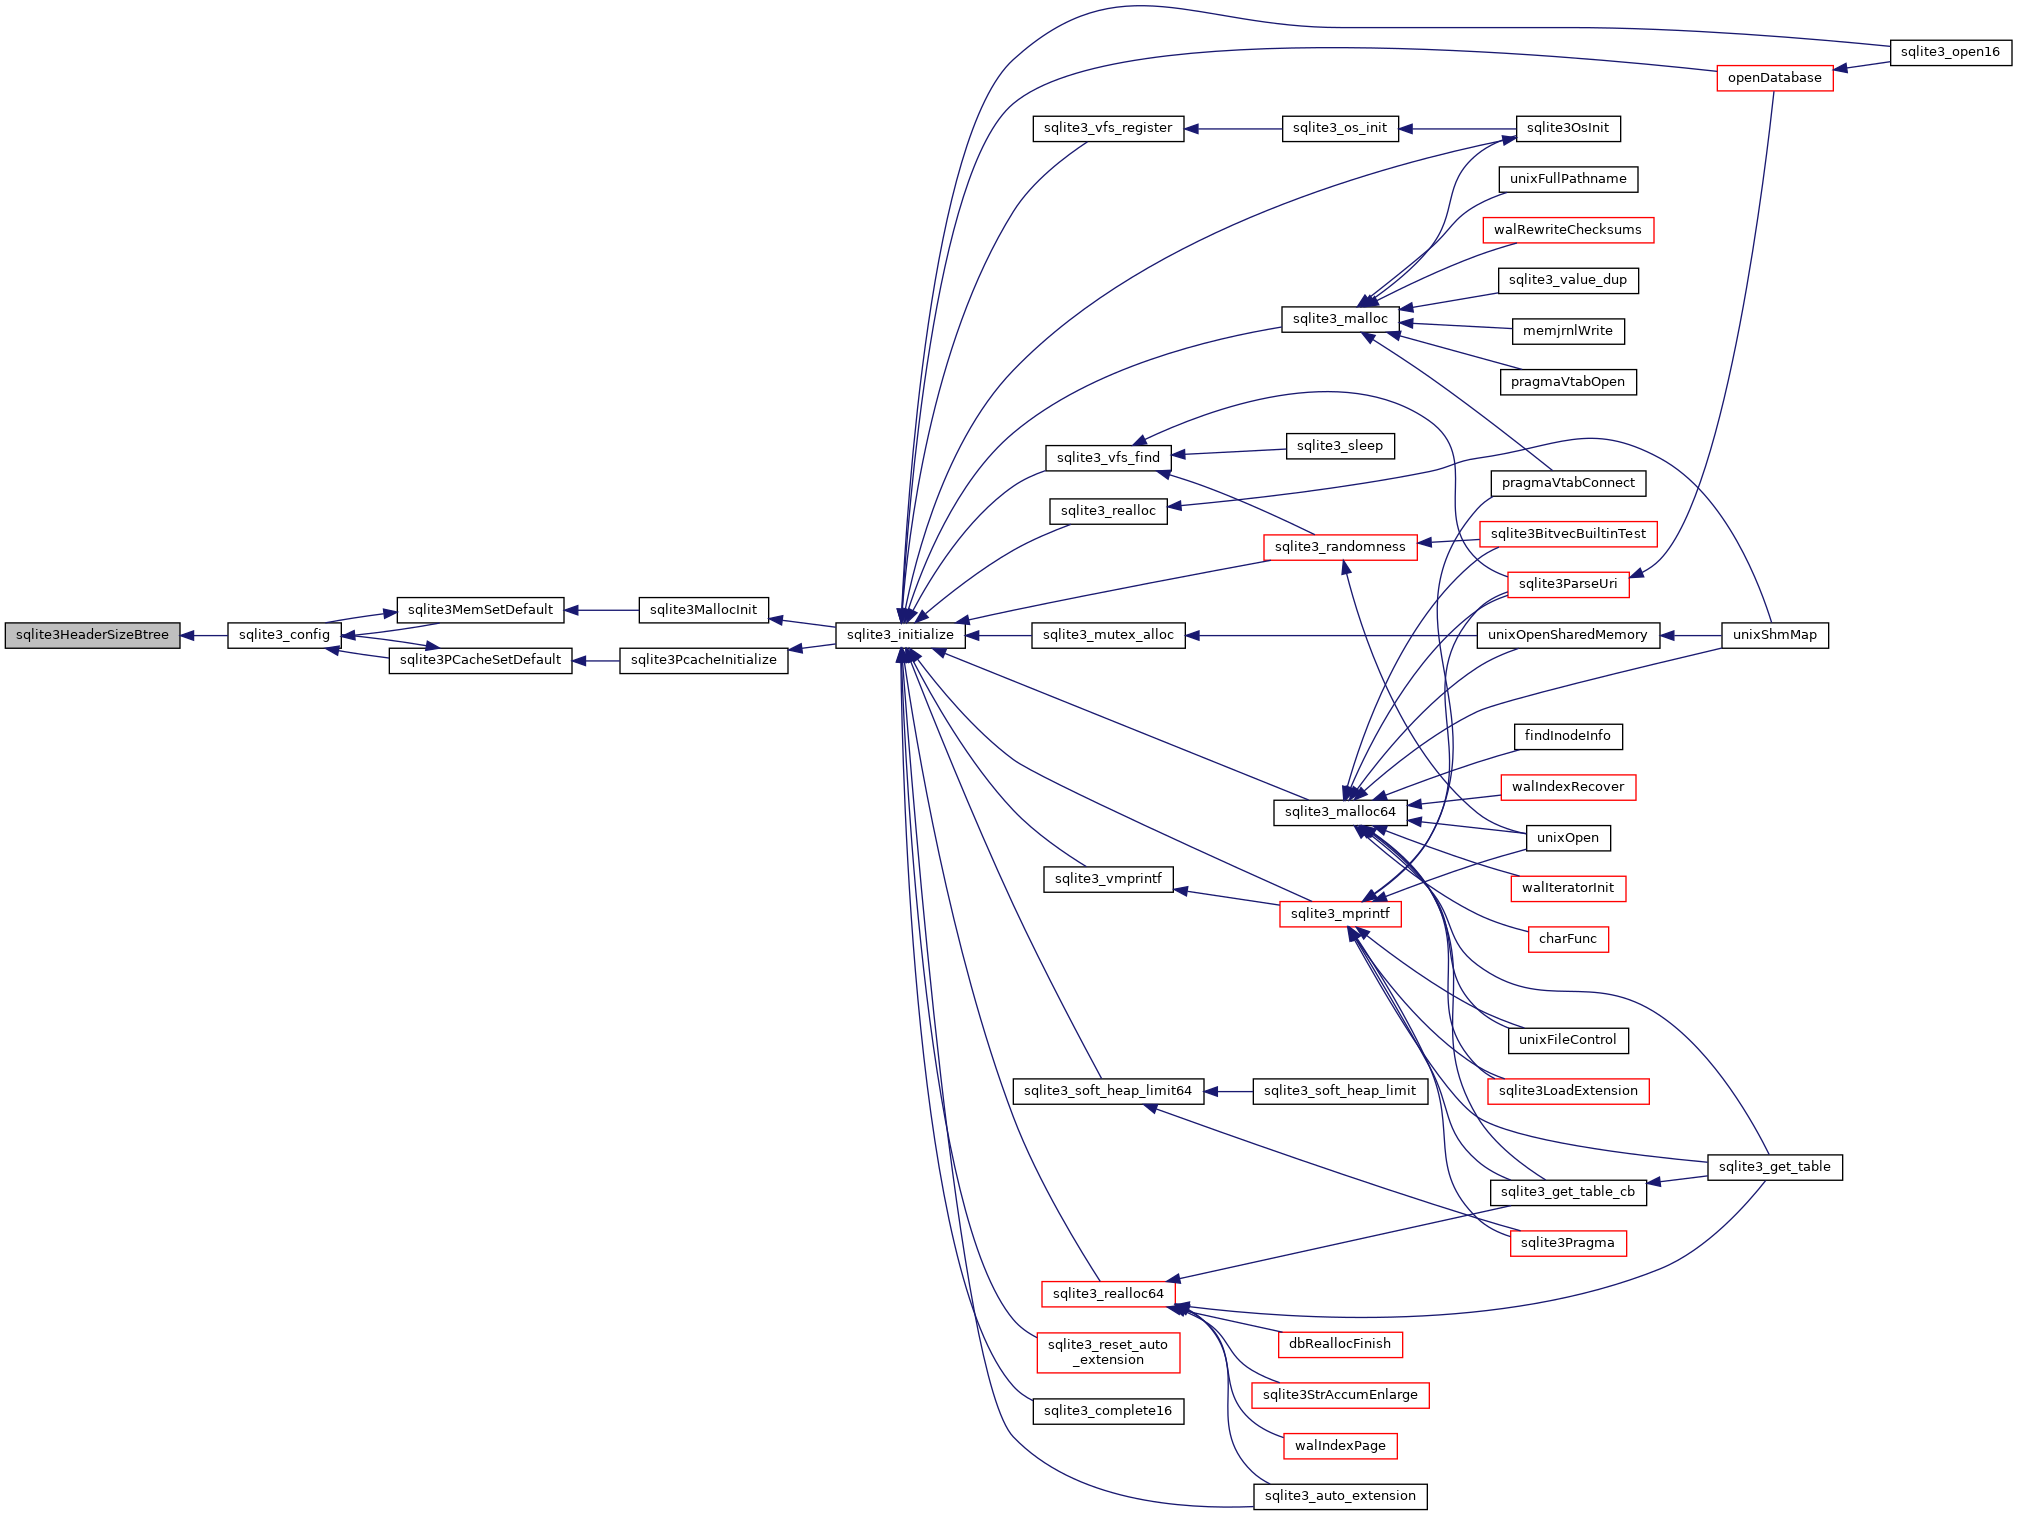 sqlite3_open16
openDatabase
sqlite3_vfs_register
sqlite3_os_init
sqlite3OsInit
unixFullPathname
walRewriteChecksums
sqlite3_value_dup
sqlite3_malloc
memjrnlWrite
pragmaVtabOpen
sqlite3_vfs_find
sqlite3_sleep
pragmaVtabConnect
sqlite3_realloc
sqlite3_randomness
sqlite3BitvecBuiltinTest
sqlite3ParseUri
sqlite3HeaderSizeBtree
sqlite3_config
sqlite3MemSetDefault
sqlite3MallocInit
sqlite3_initialize
sqlite3_mutex_alloc
unixOpenSharedMemory
unixShmMap
sqlite3PCacheSetDefault
sqlite3PcacheInitialize
findInodeInfo
walIndexRecover
sqlite3_malloc64
unixOpen
sqlite3_vmprintf
walIteratorInit
sqlite3_mprintf
charFunc
unixFileControl
sqlite3_soft_heap_limit64
sqlite3_soft_heap_limit
sqlite3LoadExtension
sqlite3_get_table
sqlite3_get_table_cb
sqlite3Pragma
sqlite3_realloc64
sqlite3_reset_auto
_extension
dbReallocFinish
sqlite3StrAccumEnlarge
sqlite3_complete16
walIndexPage
sqlite3_auto_extension